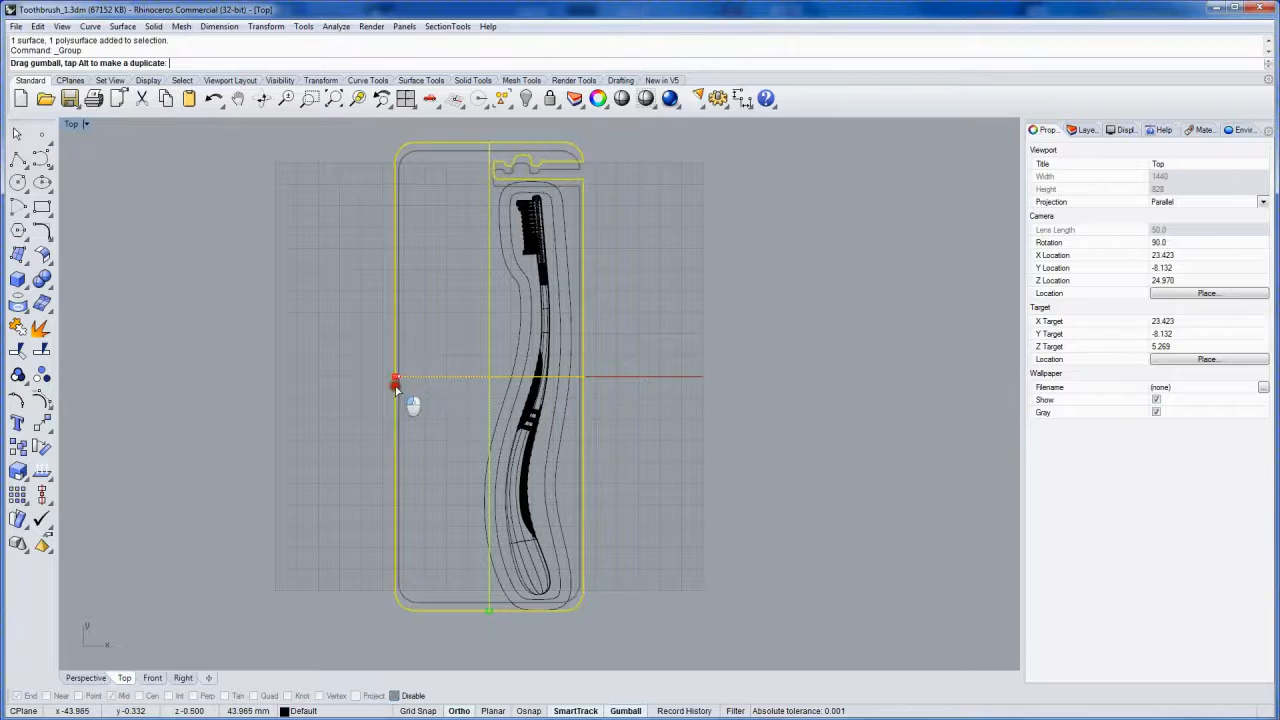 Toothbrush_1.3dm (67152 KB) - Rhinoceros Commercial (32-bit) - [Top]
File Edit View Curve Surface Solid Mesh Dimension Transform Tools Analyze Render Panels SectionTools Help
1 surface, 1 polysurface added to selection.
Command: _Group
Drag gumball, tap Alt to make a duplicate:
Standard CPlanes Set View Display Select Viewport Layout Visibility Transform Curve Tools Surface Tools Solid Tools Mesh Tools Render Tools Drafting New in V5
Top
Prop... Laye... Displ... Help Mate... Envir...
Viewport
Title Top
Width 1440
Height 828
Projection Parallel
Camera
Lens Length 50.0
Rotation 90.0
X Location 23.423
Y Location -8.132
Z Location 24.970
Location Place...
Target
X Target 23.423
Y Target -8.132
Z Target 5.269
Location Place...
Wallpaper
Filename (none) ...
Show
Gray
y
x
Perspective Top Front Right
End Near Point Mid Cen Int Perp Tan Quad Knot Vertex Project Disable
CPlane x -43.965 y -0.332 z -0.500 43.965 mm Default Grid Snap Ortho Planar Osnap SmartTrack Gumball Record History Filter Absolute tolerance: 0.001